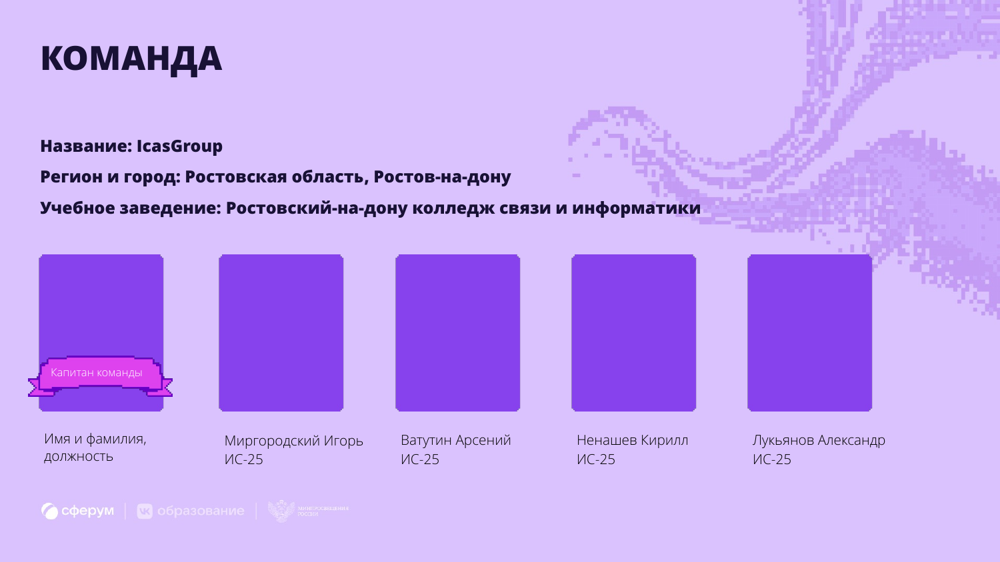 КОМАНДА
Название: IcasGroup
Регион и город: Ростовская область, Ростов-на-дону
Учебное заведение: Ростовский-на-дону колледж связи и информатики
Капитан команды
Имя и фамилия,
должность
Миргородский Игорь
ИС-25
Ватутин Арсений
ИС-25
Ненашев Кирилл
ИС-25
Лукьянов Александр
ИС-25
сферум
образование
МИНПРОСВЕЩЕНИЯ
РОССИИ